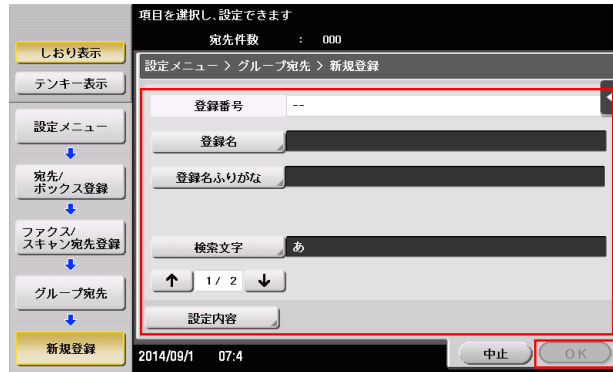 項目を選択し、設定できます
宛先件数 : 000
しおり表示
テンキー表示
設定メニュー
宛先/
ボックス登録
ファクス/
スキャン宛先登録
グループ宛先
新規登録
設定メニュー > グループ宛先 > 新規登録
登録番号 --
登録名
登録名ふりがな
検索文字 あ
↑ 1/ 2 ↓
設定内容
2014/09/1 07:4
中止 OK